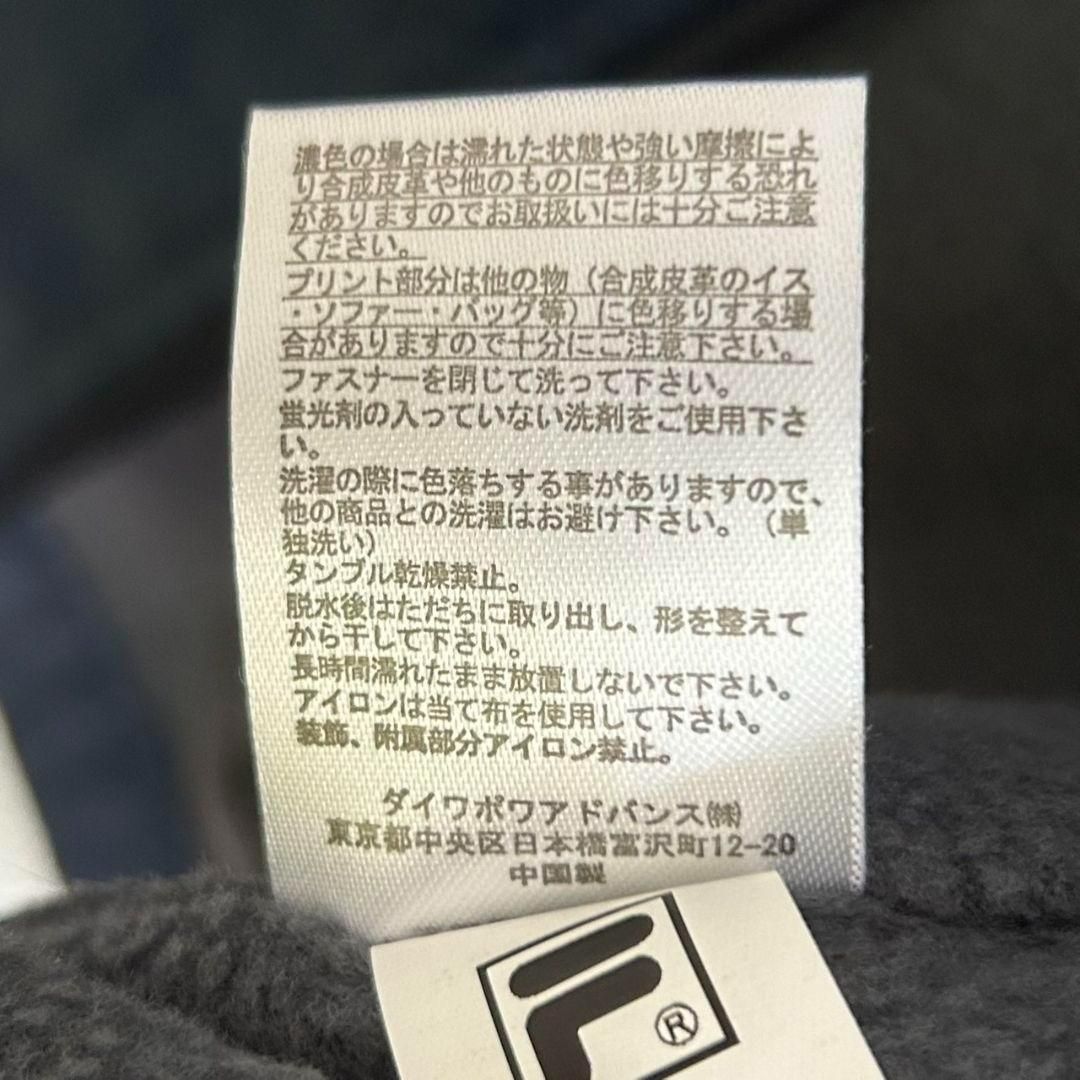 濃色の場合は濡れた状態や強い摩擦によ
り合成皮革や他のものに色移りする恐れ
がありますのでお取扱いには十分ご注意
ください。
プリント部分は他の物（合成皮革のイス
・ソファー・バッグ等）に色移りする場
合がありますので十分にご注意下さい。
ファスナーを閉じて洗って下さい。
蛍光剤の入っていない洗剤をご使用下さ
い。
洗濯の際に色落ちする事がありますので、
他の商品との洗濯はお避け下さい。（単
独洗い）
タンブル乾燥禁止。
脱水後はただちに取り出し、形を整えて
から干して下さい。
長時間濡れたまま放置しないで下さい。
アイロンは当て布を使用して下さい。
装飾、附属部分アイロン禁止。
ダイワボウアドバンス㈱
東京都中央区日本橋富沢町12-20
中国製
F
®